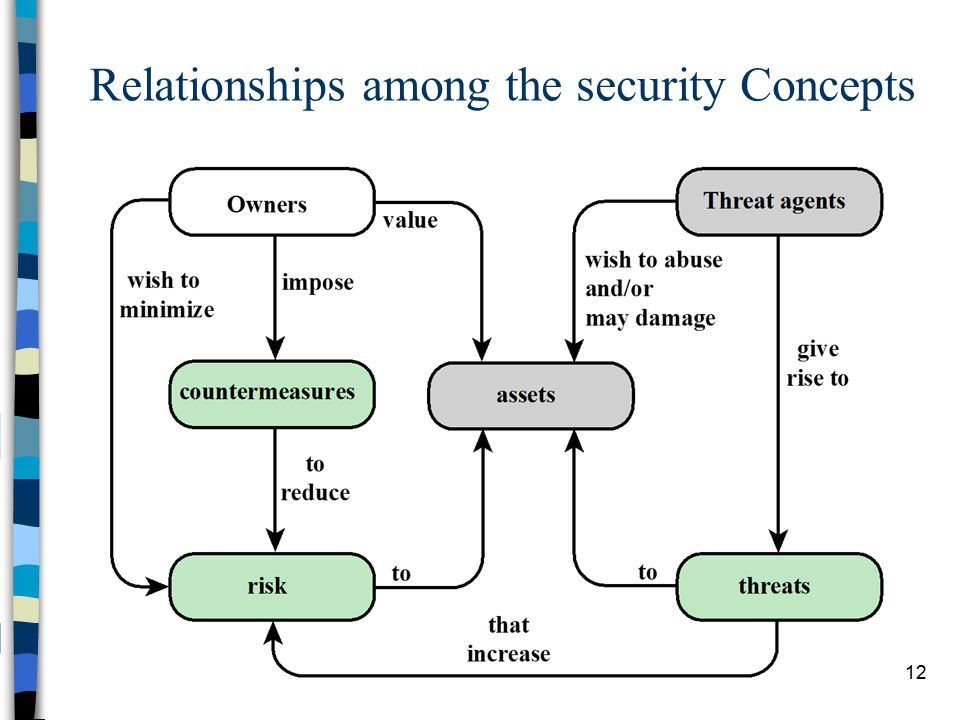 Relationships among the security Concepts
Owners
value
Threat agents
wish to
minimize
impose
wish to abuse
and/or
may damage
give
rise to
countermeasures
assets
to
reduce
risk
to
to
threats
that
increase
12